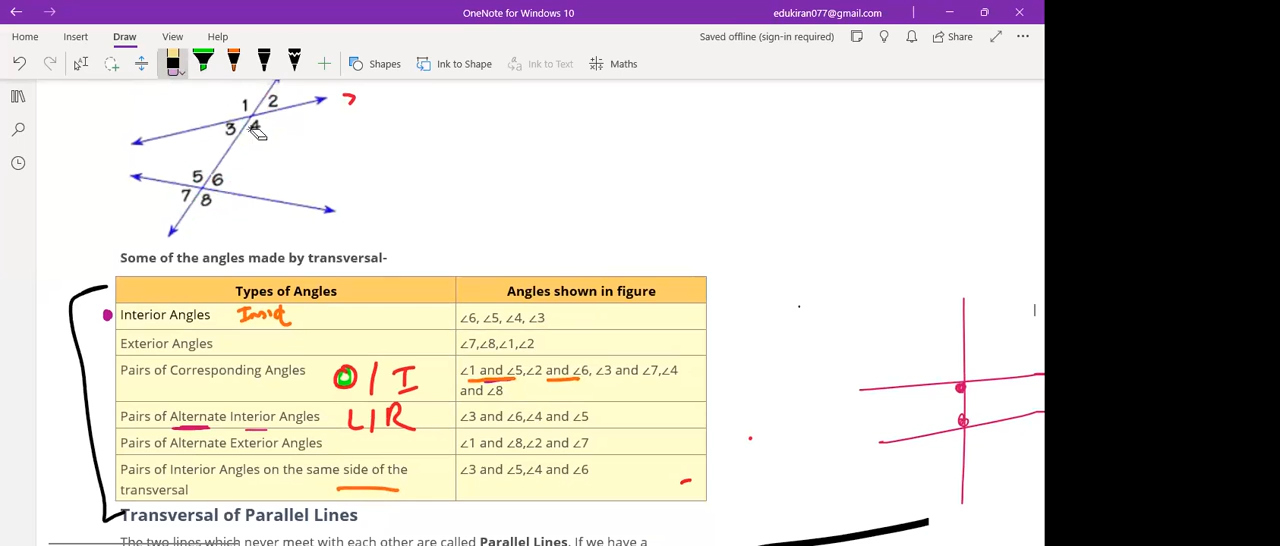 OneNote for Windows 10
edukiran077@gmail.com
Home Insert Draw View Help
Saved offline (sign-in required)
Share
Shapes
Ink to Shape
Ink to Text
Maths
1 2
3 4
5 6
7 8
Some of the angles made by transversal-
Types of Angles
Angles shown in figure
Interior Angles
∠6, ∠5, ∠4, ∠3
Exterior Angles
∠7,∠8,∠1,∠2
Pairs of Corresponding Angles O / I
∠1 and ∠5,∠2 and ∠6, ∠3 and ∠7,∠4
and ∠8
Pairs of Alternate Interior Angles L/R
∠3 and ∠6,∠4 and ∠5
Pairs of Alternate Exterior Angles
∠1 and ∠8,∠2 and ∠7
Pairs of Interior Angles on the same side of the
transversal
∠3 and ∠5,∠4 and ∠6
Transversal of Parallel Lines
The two lines which never meet with each other are called Parallel Lines. If we have a